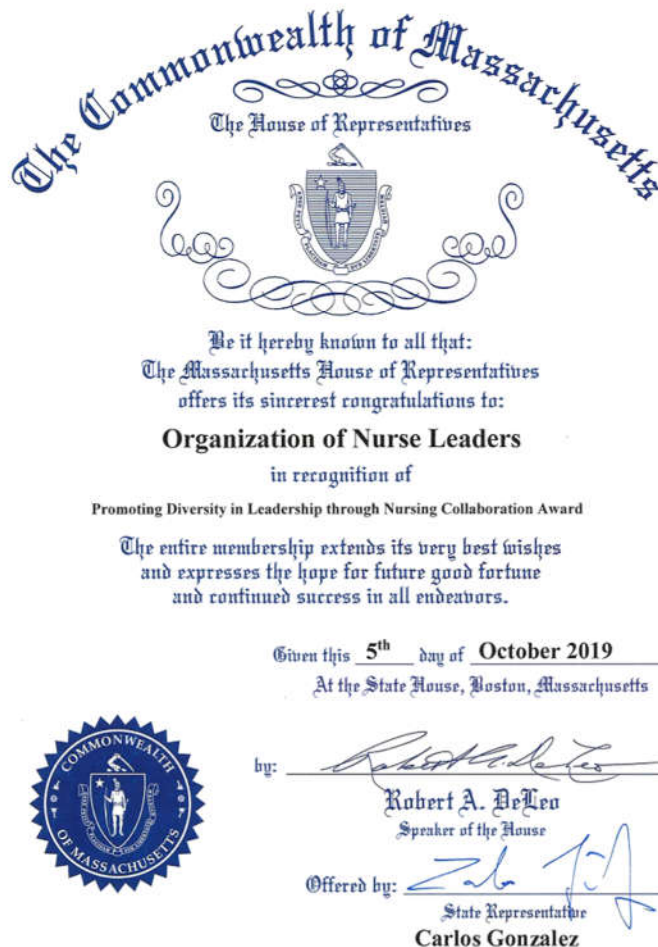 The Commonwealth of Massachusetts
The House of Representatives
Be it hereby known to all that:
The Massachusetts House of Representatives
offers its sincerest congratulations to:
Organization of Nurse Leaders
in recognition of
Promoting Diversity in Leadership through Nursing Collaboration Award
The entire membership extends its very best wishes
and expresses the hope for future good fortune
and continued success in all endeavors.
Given this 5th day of October 2019
At the State House, Boston, Massachusetts
by: Robert A. DeLeo
Robert A. DeLeo
Speaker of the House
COMMONWEALTH
OF MASSACHUSETTS
Offered by:
State Representative
Carlos Gonzalez